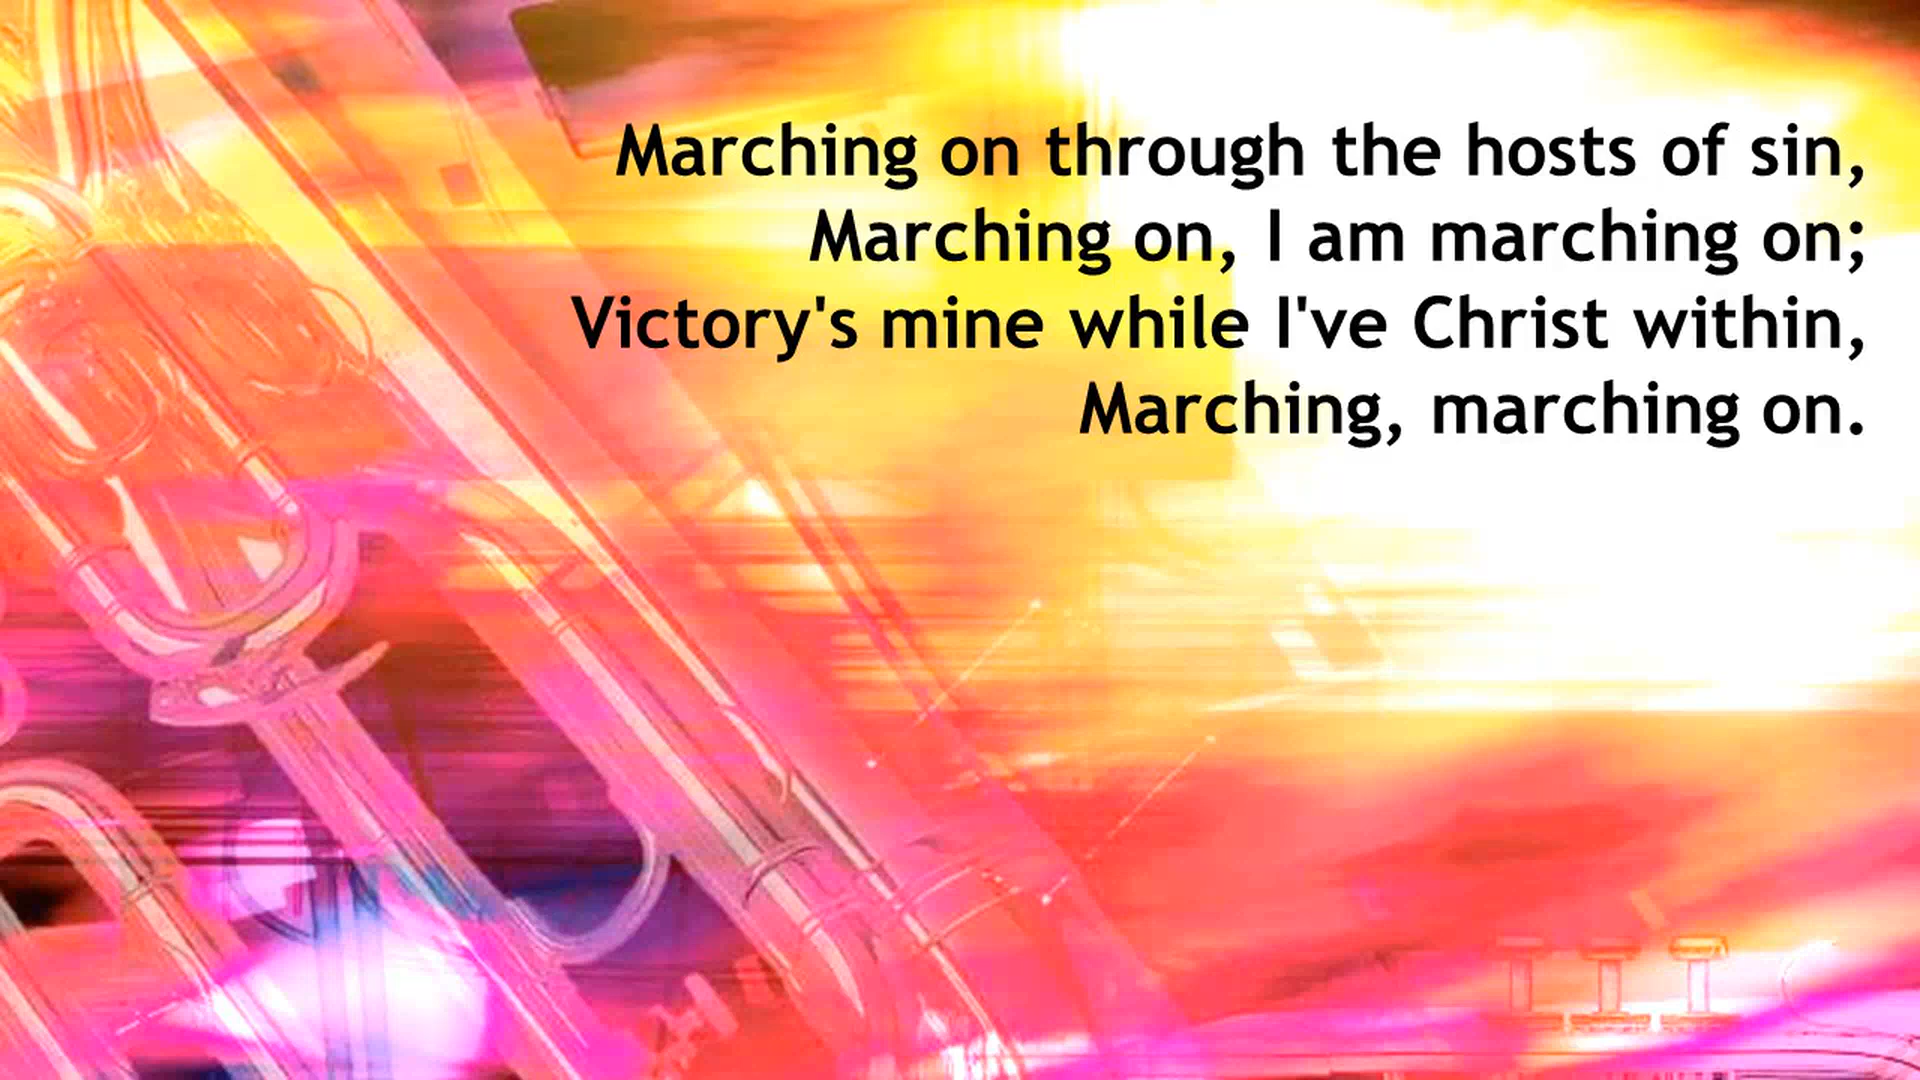 Marching on through the hosts of sin,
Marching on, I am marching on;
Victory's mine while I've Christ within,
Marching, marching on.